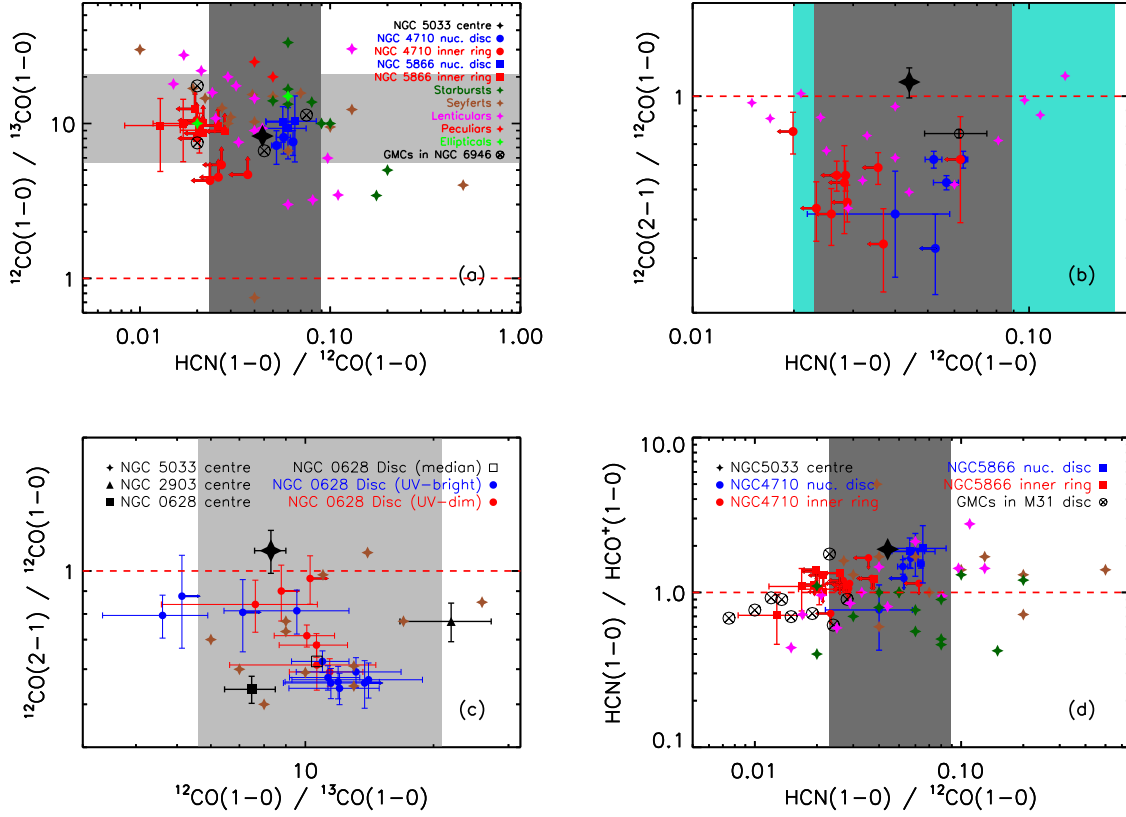 ¹²CO(1−0) / ¹³CO(1−0)
10
1
NGC 5033 centre
NGC 4710 nuc. disc
NGC 4710 inner ring
NGC 5866 nuc. disc
NGC 5866 inner ring
Starbursts
Seyferts
Lenticulars
Peculiars
Ellipticals
GMCs in NGC 6946
(a)
0.01
0.10
1.00
HCN(1−0) / ¹²CO(1−0)
¹²CO(2−1) / ¹²CO(1−0)
1
(b)
0.01
0.10
HCN(1−0) / ¹²CO(1−0)
¹²CO(2−1) / ¹²CO(1−0)
1
NGC 5033 centre
NGC 2903 centre
NGC 0628 centre
NGC 0628 Disc (median)
NGC 0628 Disc (UV−bright)
NGC 0628 Disc (UV−dim)
(c)
10
¹²CO(1−0) / ¹³CO(1−0)
HCN(1−0) / HCO⁺(1−0)
10.0
1.0
0.1
NGC5033 centre
NGC4710 nuc. disc
NGC4710 inner ring
NGC5866 nuc. disc
NGC5866 inner ring
GMCs in M31 disc
(d)
0.01
0.10
HCN(1−0) / ¹²CO(1−0)